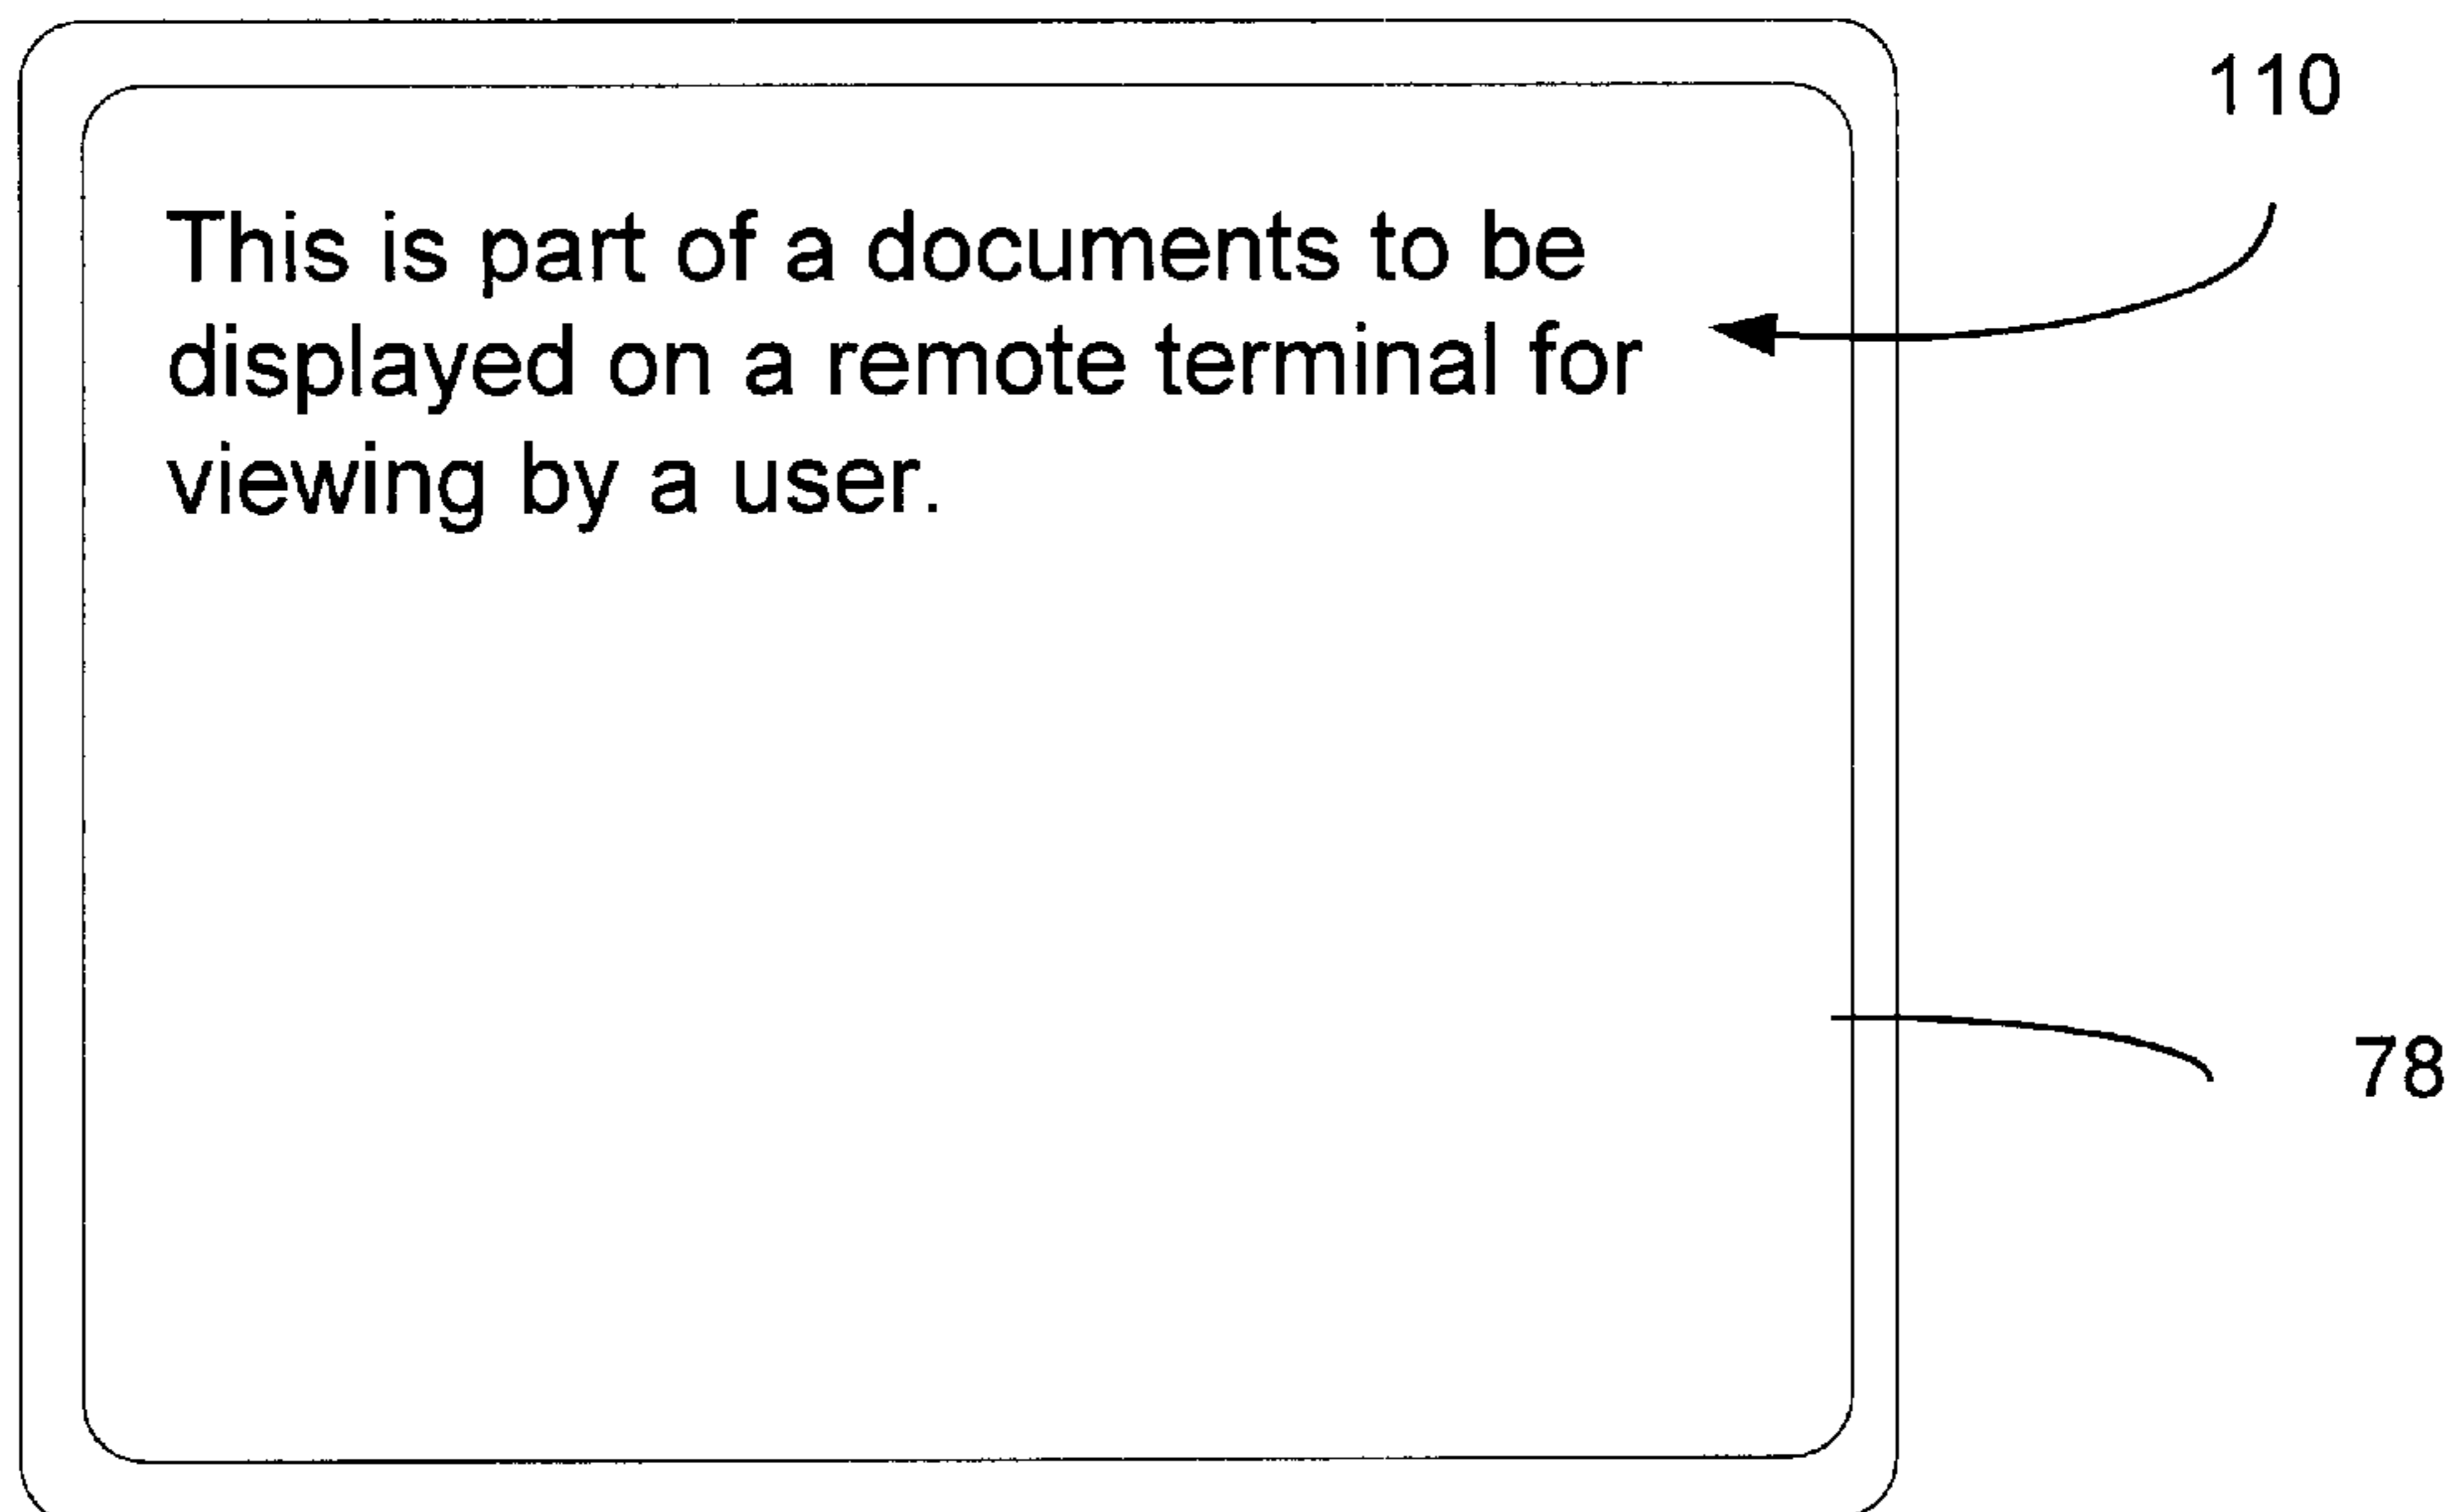 110
This is part of a documents to be
displayed on a remote terminal for
viewing by a user.
78